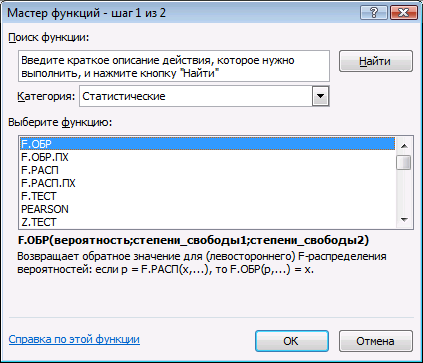 Мастер функций - шаг 1 из 2
Поиск функции:
Введите краткое описание действия, которое нужно
выполнить, и нажмите кнопку "Найти"
Найти
Категория: Статистические
Выберите функцию:
F.ОБР
F.ОБР.ПХ
F.РАСП
F.РАСП.ПХ
F.ТЕСТ
PEARSON
Z.ТЕСТ
F.ОБР(вероятность;степени_свободы1;степени_свободы2)
Возвращает обратное значение для (левостороннего) F-распределения
вероятностей: если p = F.РАСП(x,...), то F.ОБР(p,...) = x.
Справка по этой функции
ОК
Отмена